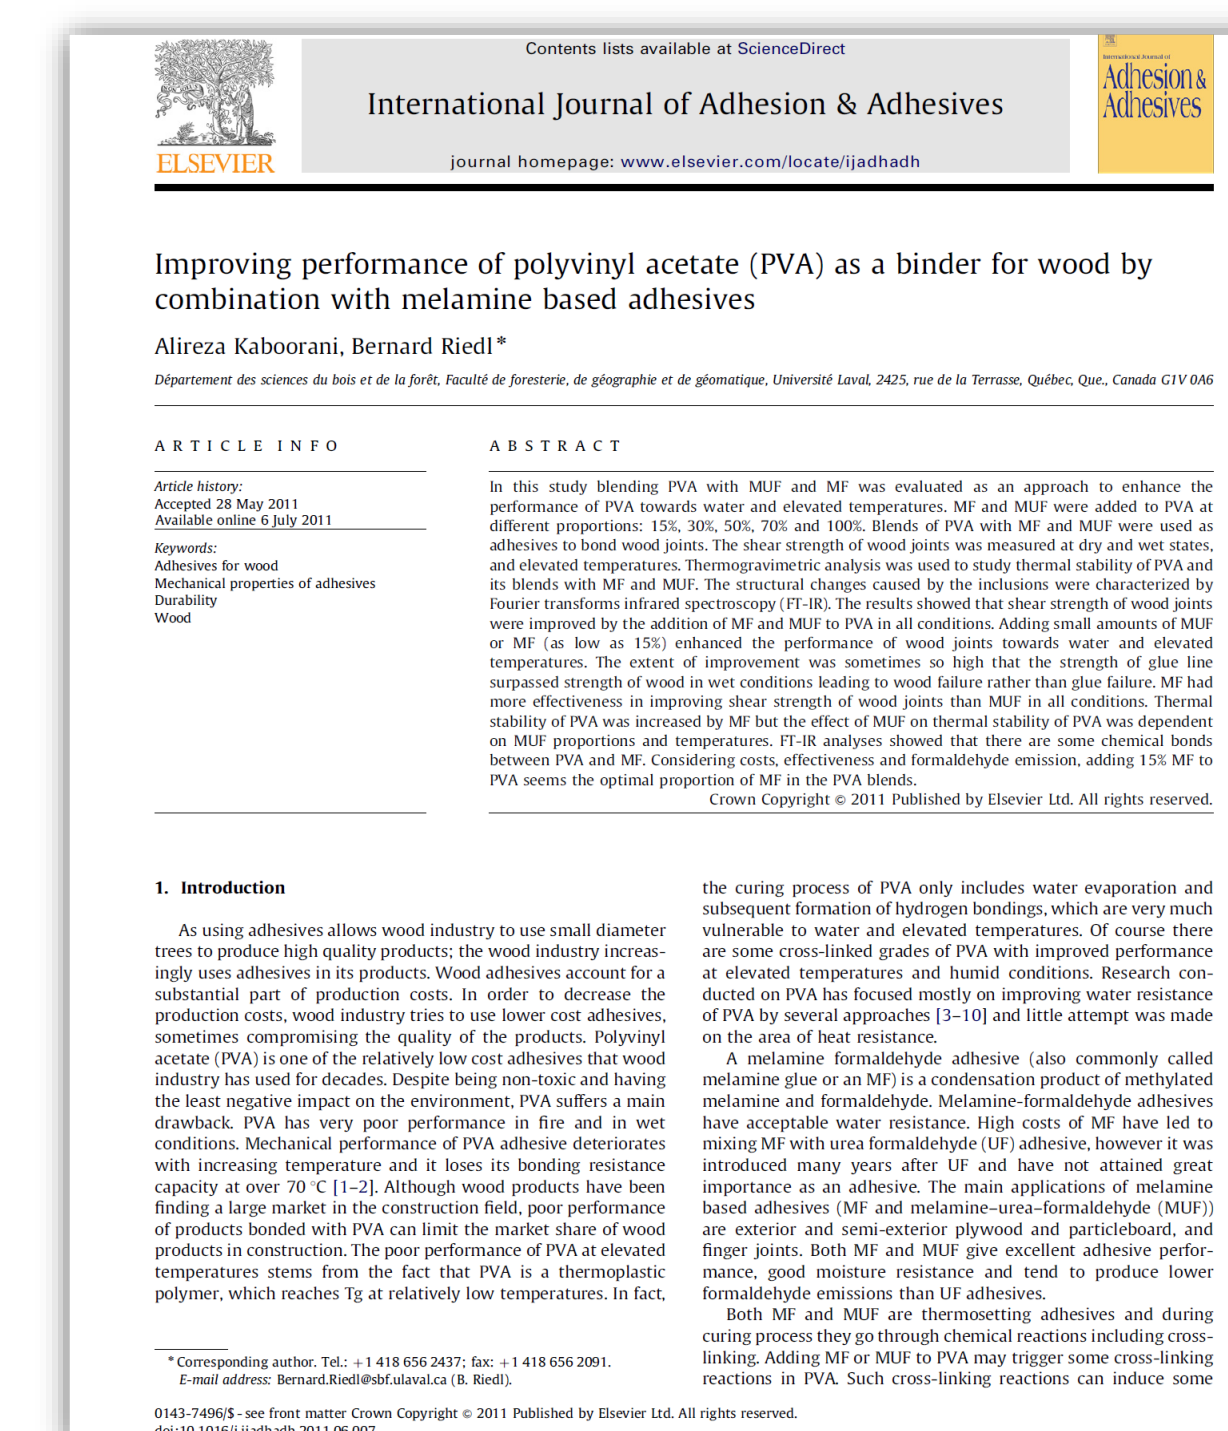 Contents lists available at ScienceDirect
International Journal of Adhesion & Adhesives
journal homepage: www.elsevier.com/locate/ijadhadh
ELSEVIER
International Journal of
Adhesion &
Adhesives
Improving performance of polyvinyl acetate (PVA) as a binder for wood by
combination with melamine based adhesives
Alireza Kaboorani, Bernard Riedl *
Département des sciences du bois et de la forêt, Faculté de foresterie, de géographie et de géomatique, Université Laval, 2425, rue de la Terrasse, Québec, Que., Canada G1V 0A6
ARTICLE INFO
Article history:
Accepted 28 May 2011
Available online 6 July 2011
Keywords:
Adhesives for wood
Mechanical properties of adhesives
Durability
Wood
ABSTRACT
In this study blending PVA with MUF and MF was evaluated as an approach to enhance the
performance of PVA towards water and elevated temperatures. MF and MUF were added to PVA at
different proportions: 15%, 30%, 50%, 70% and 100%. Blends of PVA with MF and MUF were used as
adhesives to bond wood joints. The shear strength of wood joints was measured at dry and wet states,
and elevated temperatures. Thermogravimetric analysis was used to study thermal stability of PVA and
its blends with MF and MUF. The structural changes caused by the inclusions were characterized by
Fourier transforms infrared spectroscopy (FT-IR). The results showed that shear strength of wood joints
were improved by the addition of MF and MUF to PVA in all conditions. Adding small amounts of MUF
or MF (as low as 15%) enhanced the performance of wood joints towards water and elevated
temperatures. The extent of improvement was sometimes so high that the strength of glue line
surpassed strength of wood in wet conditions leading to wood failure rather than glue failure. MF had
more effectiveness in improving shear strength of wood joints than MUF in all conditions. Thermal
stability of PVA was increased by MF but the effect of MUF on thermal stability of PVA was dependent
on MUF proportions and temperatures. FT-IR analyses showed that there are some chemical bonds
between PVA and MF. Considering costs, effectiveness and formaldehyde emission, adding 15% MF to
PVA seems the optimal proportion of MF in the PVA blends.
Crown Copyright © 2011 Published by Elsevier Ltd. All rights reserved.
1. Introduction
As using adhesives allows wood industry to use small diameter
trees to produce high quality products; the wood industry increas-
ingly uses adhesives in its products. Wood adhesives account for a
substantial part of production costs. In order to decrease the
production costs, wood industry tries to use lower cost adhesives,
sometimes compromising the quality of the products. Polyvinyl
acetate (PVA) is one of the relatively low cost adhesives that wood
industry has used for decades. Despite being non-toxic and having
the least negative impact on the environment, PVA suffers a main
drawback. PVA has very poor performance in fire and in wet
conditions. Mechanical performance of PVA adhesive deteriorates
with increasing temperature and it loses its bonding resistance
capacity at over 70 °C [1–2]. Although wood products have been
finding a large market in the construction field, poor performance
of products bonded with PVA can limit the market share of wood
products in construction. The poor performance of PVA at elevated
temperatures stems from the fact that PVA is a thermoplastic
polymer, which reaches Tg at relatively low temperatures. In fact,
the curing process of PVA only includes water evaporation and
subsequent formation of hydrogen bondings, which are very much
vulnerable to water and elevated temperatures. Of course there
are some cross-linked grades of PVA with improved performance
at elevated temperatures and humid conditions. Research con-
ducted on PVA has focused mostly on improving water resistance
of PVA by several approaches [3–10] and little attempt was made
on the area of heat resistance.
A melamine formaldehyde adhesive (also commonly called
melamine glue or an MF) is a condensation product of methylated
melamine and formaldehyde. Melamine-formaldehyde adhesives
have acceptable water resistance. High costs of MF have led to
mixing MF with urea formaldehyde (UF) adhesive, however it was
introduced many years after UF and have not attained great
importance as an adhesive. The main applications of melamine
based adhesives (MF and melamine–urea–formaldehyde (MUF))
are exterior and semi-exterior plywood and particleboard, and
finger joints. Both MF and MUF give excellent adhesive perfor-
mance, good moisture resistance and tend to produce lower
formaldehyde emissions than UF adhesives.
Both MF and MUF are thermosetting adhesives and during
curing process they go through chemical reactions including cross-
linking. Adding MF or MUF to PVA may trigger some cross-linking
reactions in PVA. Such cross-linking reactions can induce some
* Corresponding author. Tel.: +1 418 656 2437; fax: +1 418 656 2091.
E-mail address: Bernard.Riedl@sbf.ulaval.ca (B. Riedl).
0143-7496/$ - see front matter Crown Copyright © 2011 Published by Elsevier Ltd. All rights reserved.
doi:10.1016/j.ijadhadh.2011.06.007